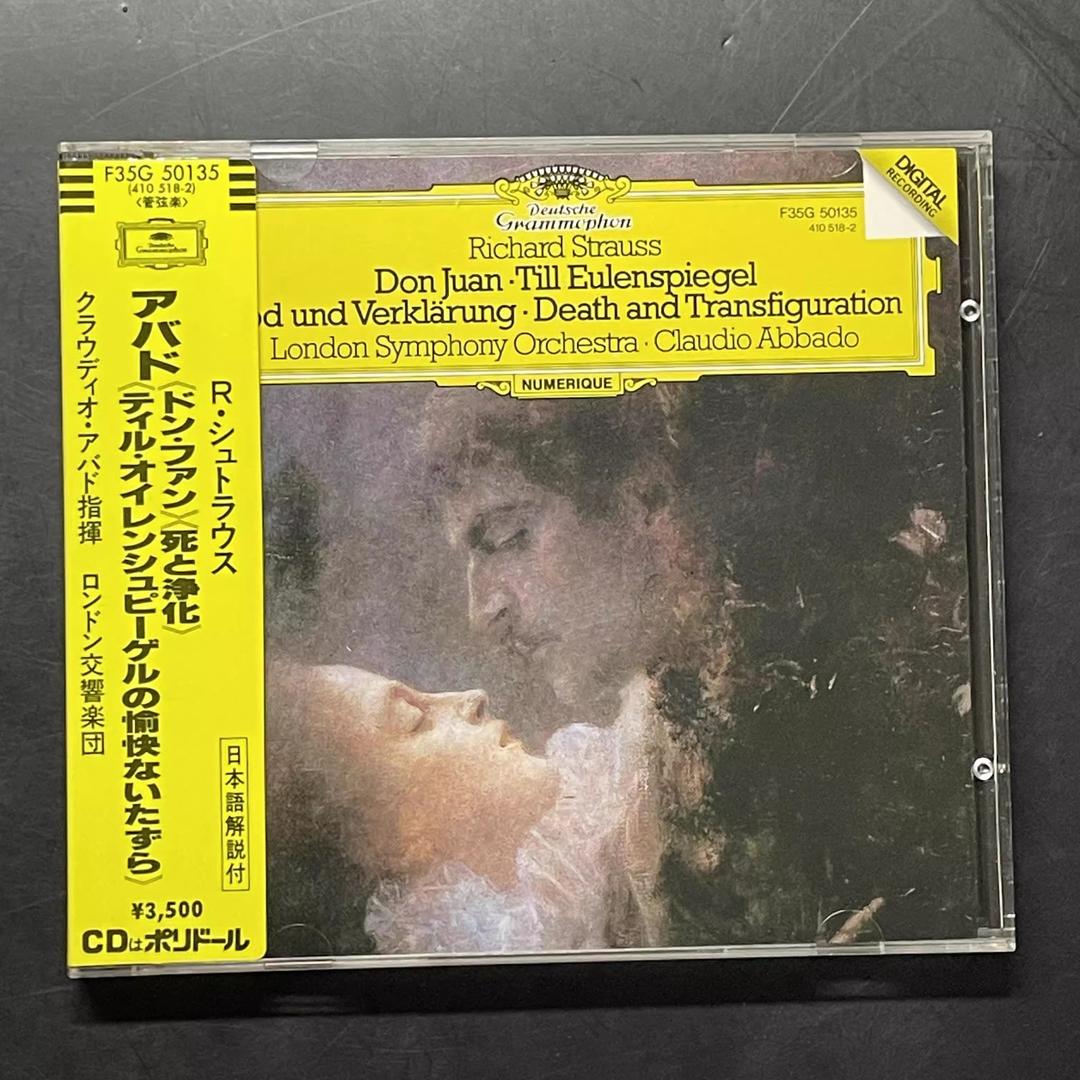 F35G 50135
(410 518-2)
〈管弦楽〉
Deutsche
Grammophon
R・シュトラウス
アバド
《ドン・ファン》《死と浄化》
《ティル・オイレンシュピーゲルの愉快ないたずら》
クラウディオ・アバド指揮 ロンドン交響楽団
日本語解説付
¥3,500
CDはポリドール
Deutsche
Grammophon
F35G 50135
410 518-2
DIGITAL
RECORDING
Richard Strauss
Don Juan·Till Eulenspiegel
od und Verklärung·Death and Transfiguration
London Symphony Orchestra·Claudio Abbado
NUMERIQUE